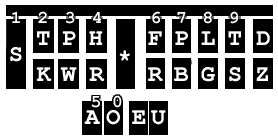 1 2 3 4 6 7 8 9
S T P H * F P L T D
K W R R B G S Z
5 0
A O E U